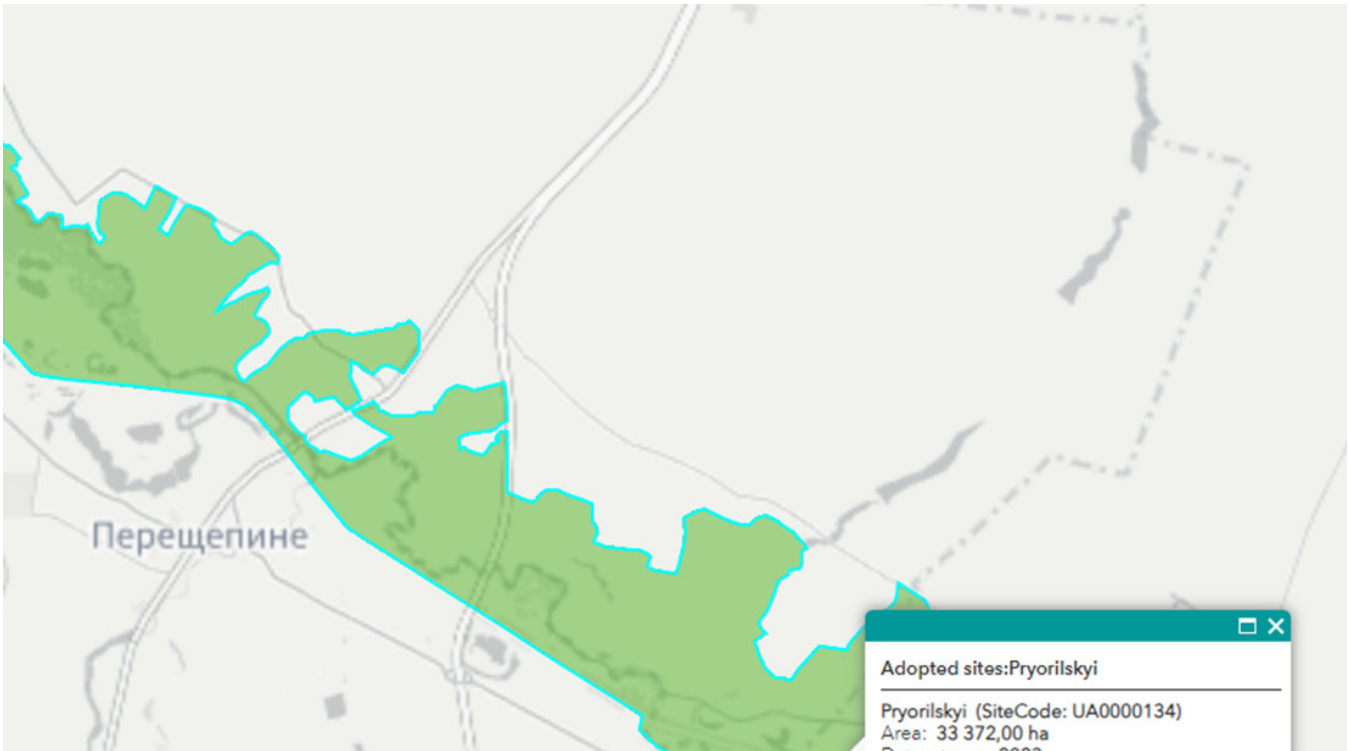 Перещепине
Adopted sites:Pryorilskyi
Pryorilskyi (SiteCode: UA0000134)
Area: 33 372,00 ha